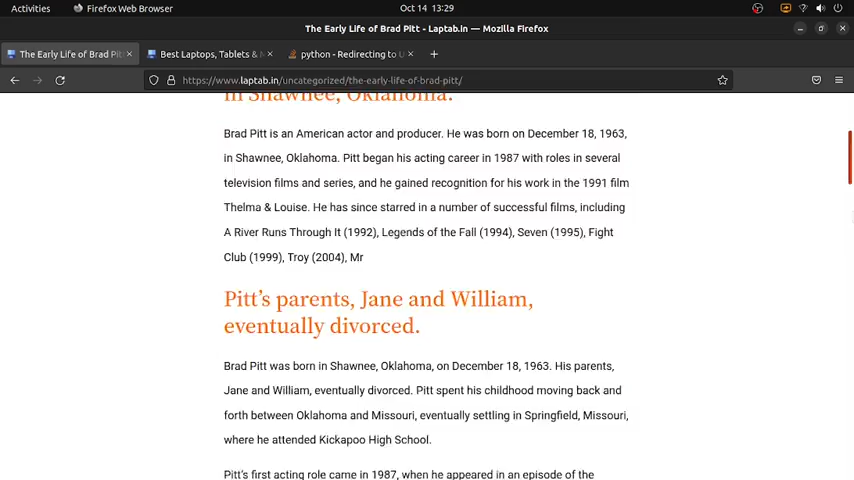 Activities
Firefox Web Browser
Oct 14 13:29
The Early Life of Brad Pitt - Laptab.In — Mozilla Firefox
The Early Life of Brad Pitt
Best Laptops, Tablets & M
python - Redirecting to U
https://www.laptab.in/uncategorized/the-early-life-of-brad-pitt/
in Shawnee, Oklahoma.
Brad Pitt is an American actor and producer. He was born on December 18, 1963,
in Shawnee, Oklahoma. Pitt began his acting career in 1987 with roles in several
television films and series, and he gained recognition for his work in the 1991 film
Thelma & Louise. He has since starred in a number of successful films, including
A River Runs Through It (1992), Legends of the Fall (1994), Seven (1995), Fight
Club (1999), Troy (2004), Mr
Pitt’s parents, Jane and William,
eventually divorced.
Brad Pitt was born in Shawnee, Oklahoma, on December 18, 1963. His parents,
Jane and William, eventually divorced. Pitt spent his childhood moving back and
forth between Oklahoma and Missouri, eventually settling in Springfield, Missouri,
where he attended Kickapoo High School.
Pitt’s first acting role came in 1987, when he appeared in an episode of the